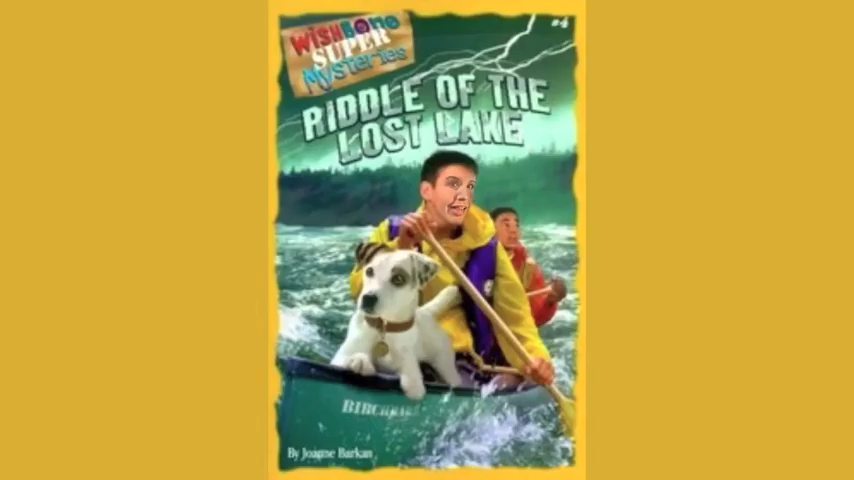 #4
WISHBONE
SUPER
Mysteries
RIDDLE OF THE
LOST LAKE
By Joanne Barkan